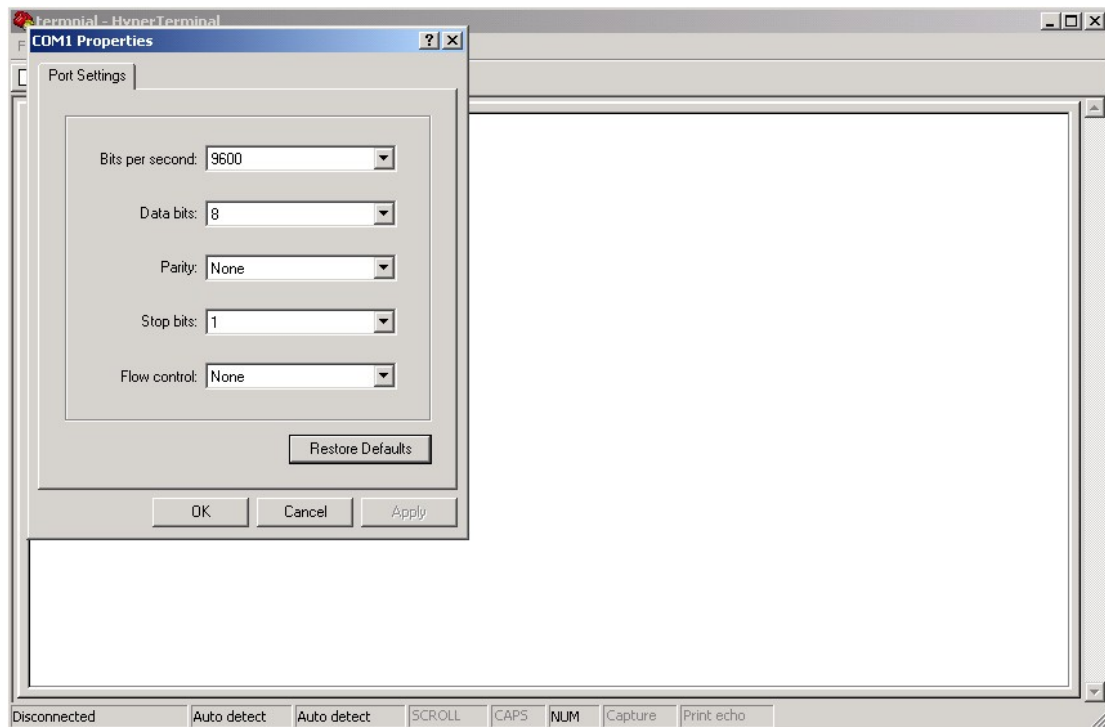 termnial - HyperTerminal
COM1 Properties
Port Settings
Bits per second: 9600
Data bits: 8
Parity: None
Stop bits: 1
Flow control: None
Restore Defaults
OK Cancel Apply
Disconnected Auto detect Auto detect SCROLL CAPS NUM Capture Print echo